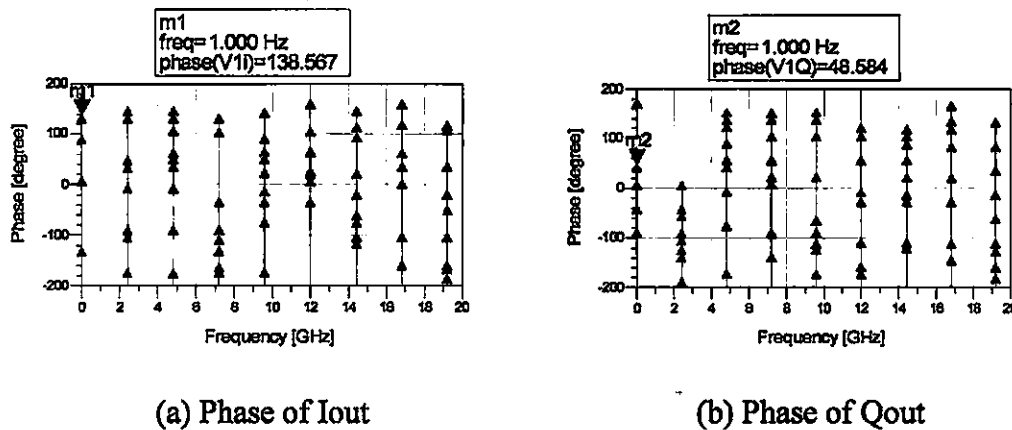 m1
freq= 1.000 Hz
phase(V1I)=138.567
m1
Phase [degree]
200
100
0
-100
-200
0 2 4 6 8 10 12 14 16 18 20
Frequency [GHz]
(a) Phase of Iout
m2
freq= 1.000 Hz
phase(V1Q)=48.584
m2
Phase [degree]
200
100
0
-100
-200
0 2 4 6 8 10 12 14 16 18 20
Frequency [GHz]
(b) Phase of Qout